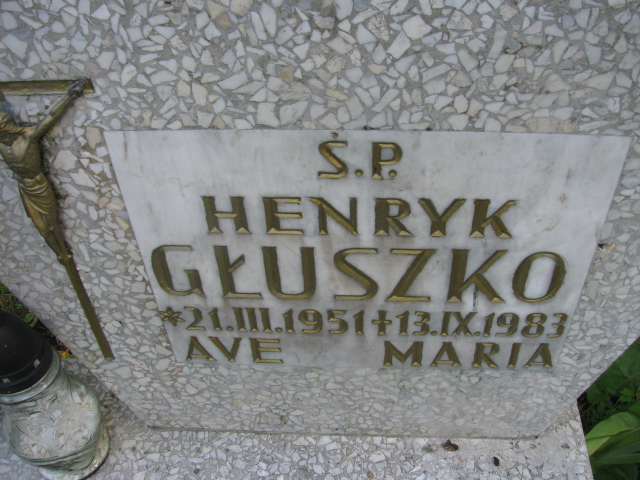 Ś.P.
HENRYK
GŁUSZKO
*21.III.1951 ✝13.IX.1983
AVE MARIA